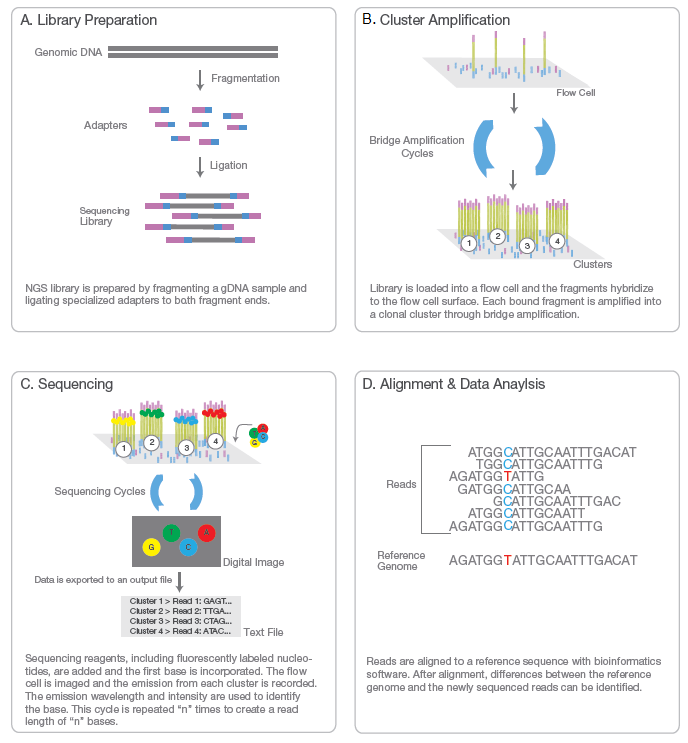 A. Library Preparation
Genomic DNA
Fragmentation
Adapters
Ligation
Sequencing
Library
NGS library is prepared by fragmenting a gDNA sample and
ligating specialized adapters to both fragment ends.
B. Cluster Amplification
Flow Cell
Bridge Amplification
Cycles
1
2
3
4
Clusters
Library is loaded into a flow cell and the fragments hybridize
to the flow cell surface. Each bound fragment is amplified into
a clonal cluster through bridge amplification.
C. Sequencing
1
2
3
4
G
Sequencing Cycles
T
A
G
C
Digital Image
Data is exported to an output file
Cluster 1 > Read 1: GAGT...
Cluster 2 > Read 2: TTGA...
Cluster 3 > Read 3: CTAG...
Cluster 4 > Read 4: ATAC...
Text File
Sequencing reagents, including fluorescently labeled nucleo-
tides, are added and the first base is incorporated. The flow
cell is imaged and the emission from each cluster is recorded.
The emission wavelength and intensity are used to identify
the base. This cycle is repeated “n” times to create a read
length of “n” bases.
D. Alignment & Data Anaylsis
Reads
ATGGCATTGCAATTTGACAT
TGGCATTGCAATTTG
AGATGGTATTG
GATGGCATTGCAA
GCATTGCAATTTGAC
ATGGCATTGCAATT
AGATGGCATTGCAATTTG
Reference
Genome
AGATGGTATTGCAATTTGACAT
Reads are aligned to a reference sequence with bioinformatics
software. After alignment, differences between the reference
genome and the newly sequenced reads can be identified.